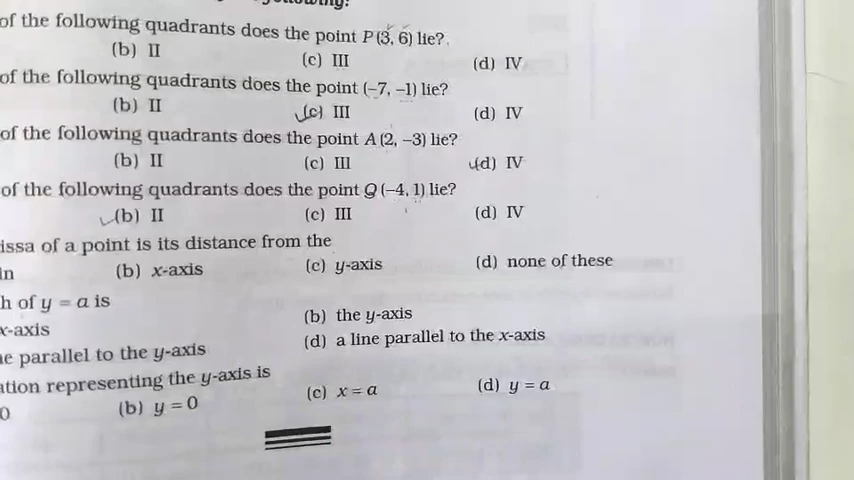 of the following quadrants does the point P (3, 6) lie?
(b) II (c) III (d) IV
of the following quadrants does the point (–7, –1) lie?
(b) II (c) III (d) IV
of the following quadrants does the point A (2, –3) lie?
(b) II (c) III (d) IV
of the following quadrants does the point Q (–4, 1) lie?
(b) II (c) III (d) IV
issa of a point is its distance from the
in (b) x-axis (c) y-axis (d) none of these
h of y = a is
x-axis (b) the y-axis
ne parallel to the y-axis (d) a line parallel to the x-axis
ation representing the y-axis is
0 (b) y = 0 (c) x = a (d) y = a